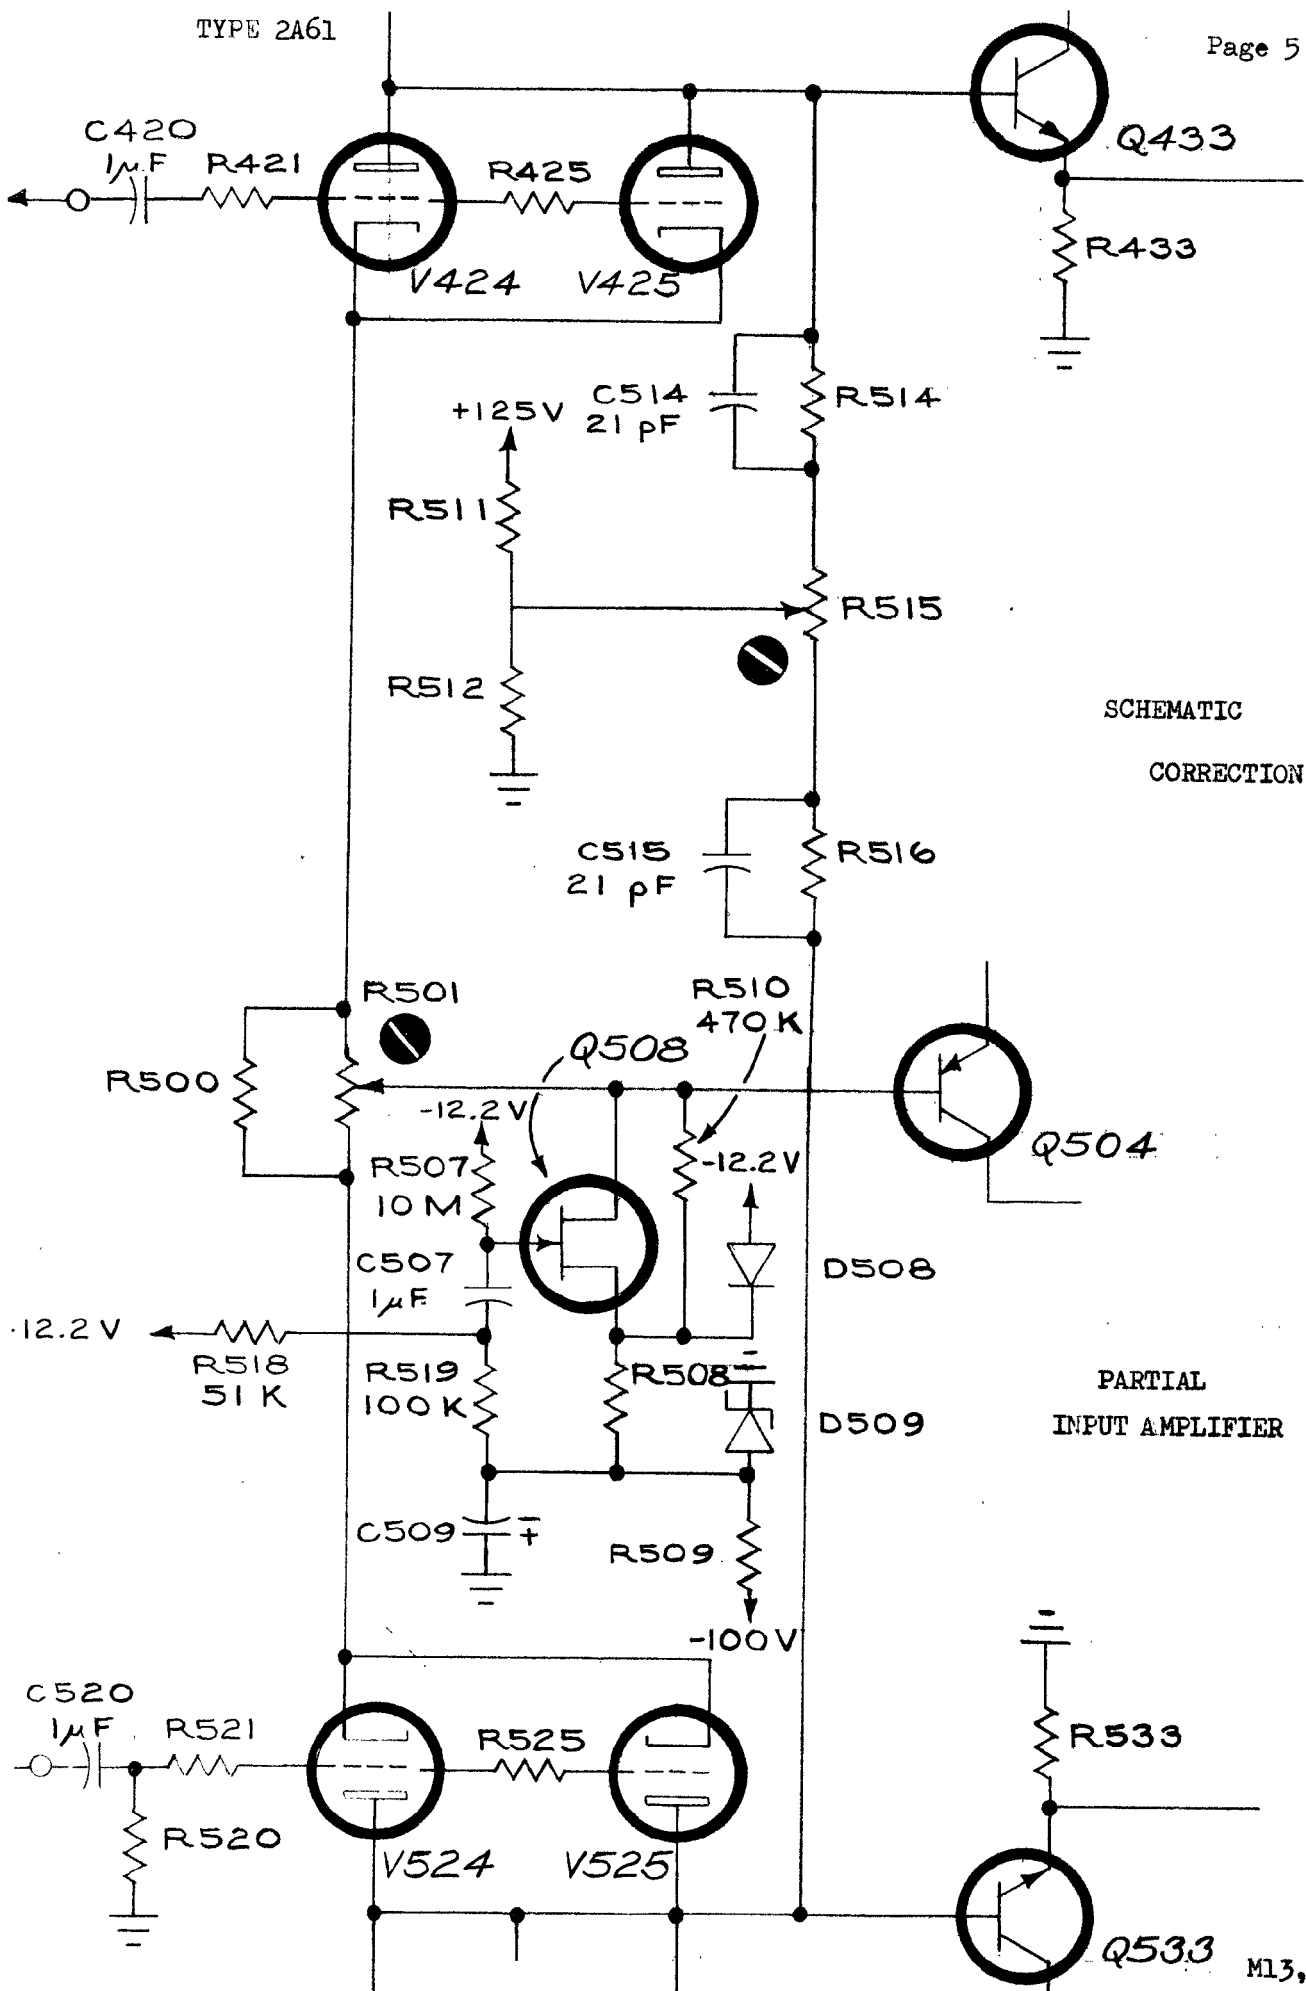 TYPE 2A61
Page 5
C420
1μF
R421
R425
Q433
V424
V425
R433
C514
21 pF
R514
+125V
R511
R515
R512
SCHEMATIC
CORRECTION
C515
21 pF
R516
R501
R510
470 K
R500
Q508
-12.2 V
R507
10 M
-12.2 V
Q504
C507
1μF
D508
-12.2 V
R518
51 K
R519
100 K
R508
D509
PARTIAL
INPUT AMPLIFIER
C509
- +
R509
-100V
C520
1μF
R521
R525
R533
R520
V524
V525
Q533
M13,